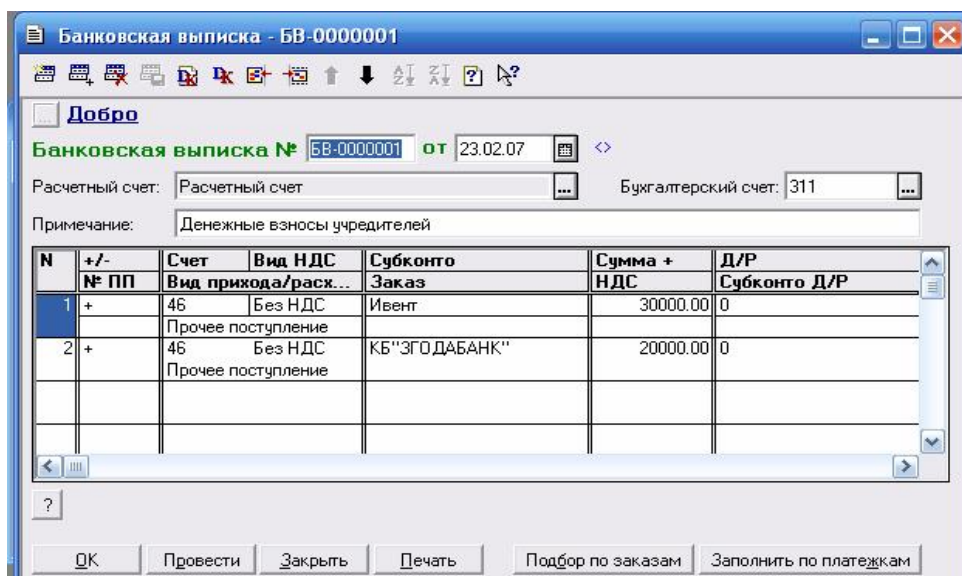 Банковская выписка - БВ-0000001
Добро
Банковская выписка № БВ-0000001 от 23.02.07 <>
Расчетный счет: Расчетный счет ... Бухгалтерский счет: 311 ...
Примечание: Денежные взносы учредителей
N +/- Счет Вид НДС Субконто Сумма + Д/Р
№ ПП Вид прихода/расх... Заказ НДС Субконто Д/Р
1 + 46 Без НДС Ивент 30000.00 0
Прочее поступление
2 + 46 Без НДС КБ"ЗГОДАБАНК" 20000.00 0
Прочее поступление
?
OK Провести Закрыть Печать Подбор по заказам Заполнить по платежкам